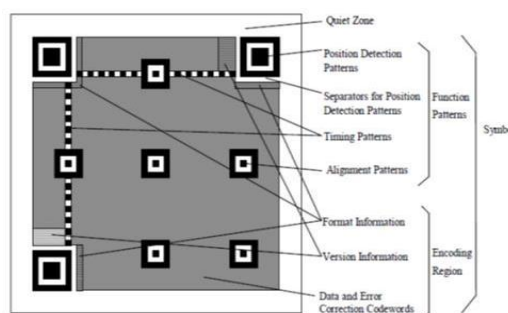 Quiet Zone
Position Detection
Patterns
Separators for Position
Detection Patterns
Function
Patterns
Timing Patterns
Symbo
Alignment Patterns
Format Information
Version Information
Encoding
Region
Data and Error
Correction Codewords